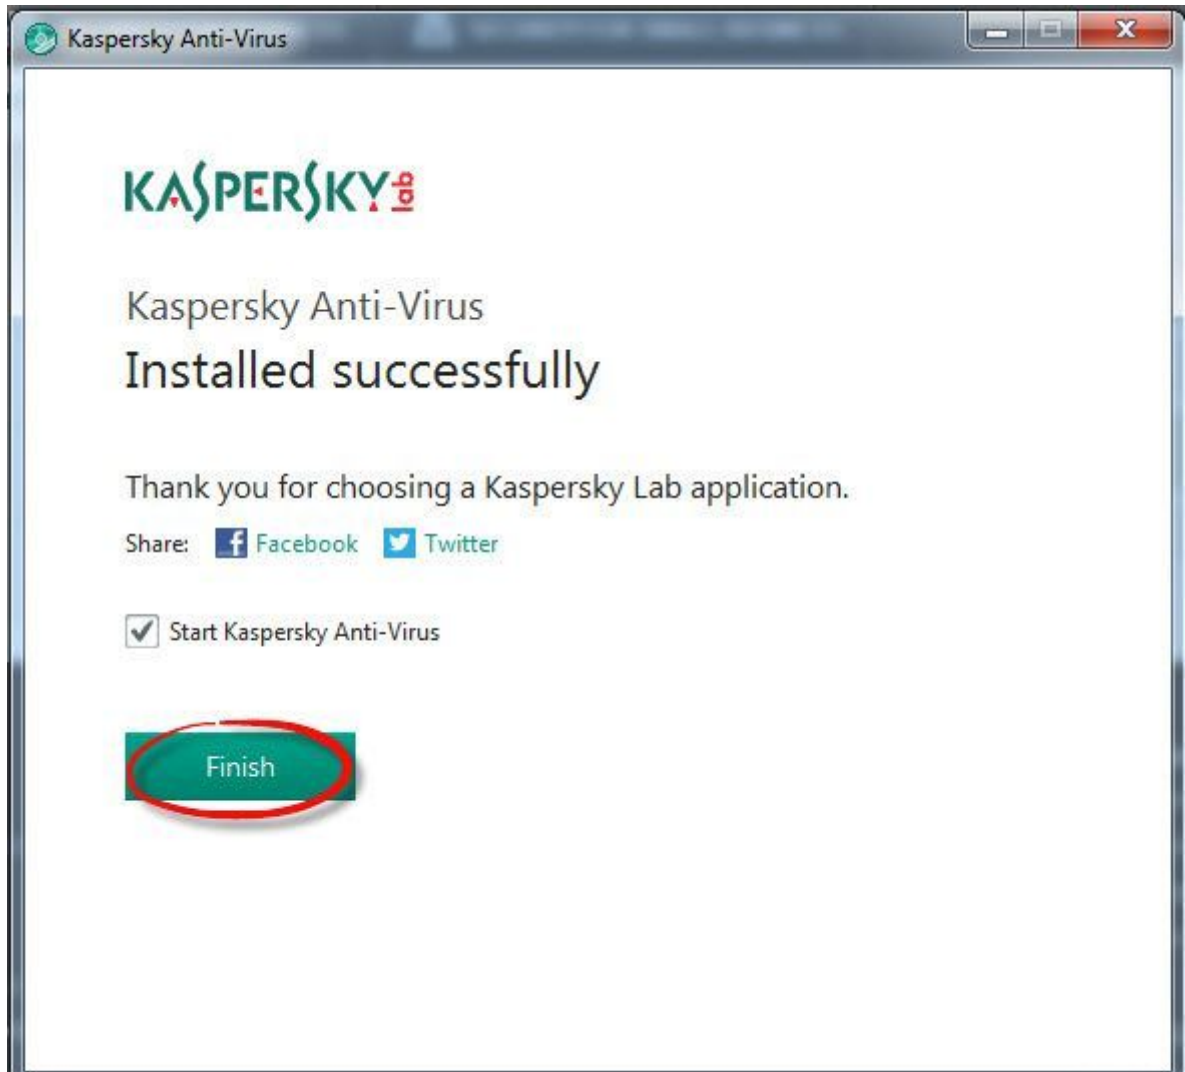 Kaspersky Anti-Virus
KASPERSKY lab
Kaspersky Anti-Virus
Installed successfully
Thank you for choosing a Kaspersky Lab application.
Share: Facebook Twitter
Start Kaspersky Anti-Virus
Finish